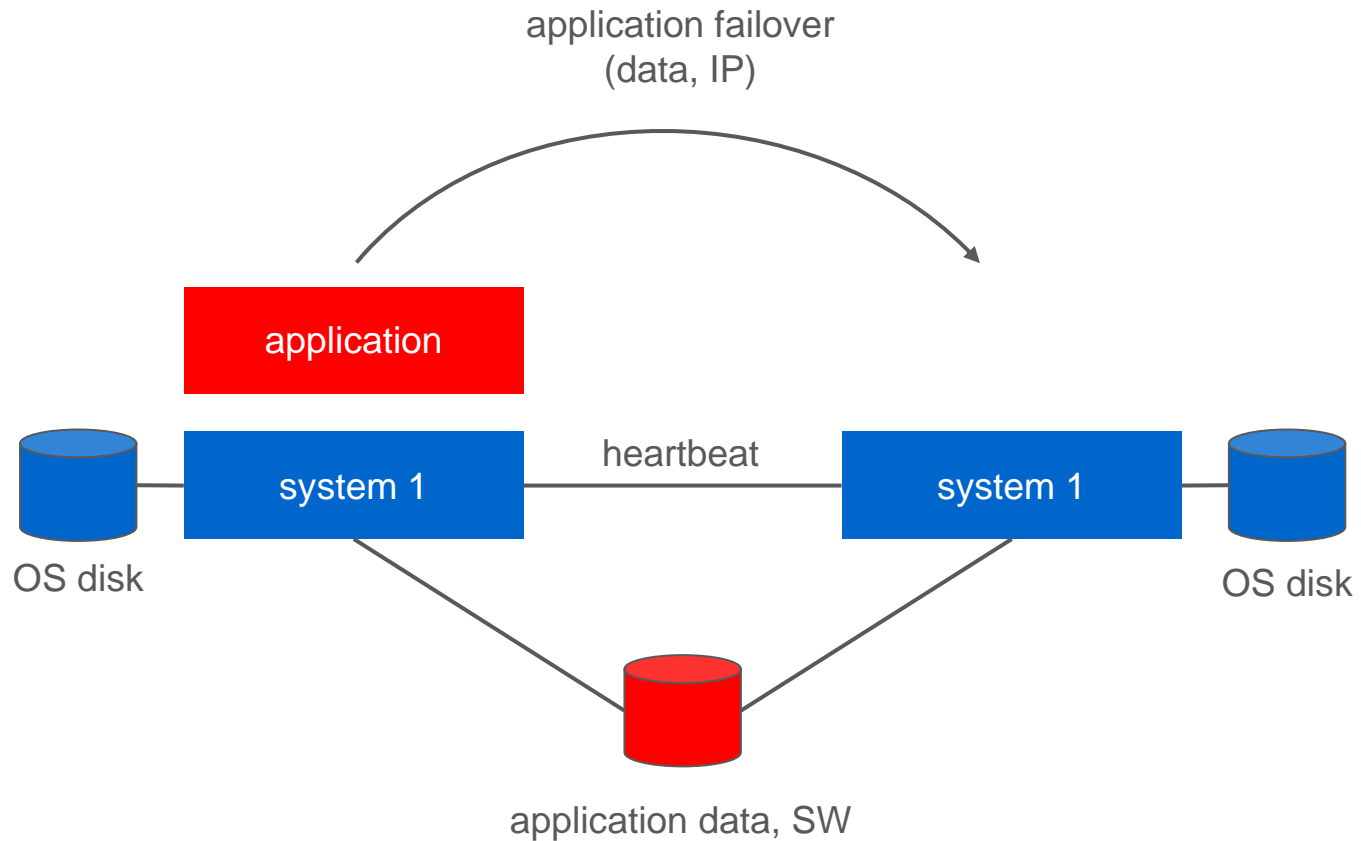 application failover
(data, IP)
application
heartbeat
system 1
system 1
OS disk
OS disk
application data, SW